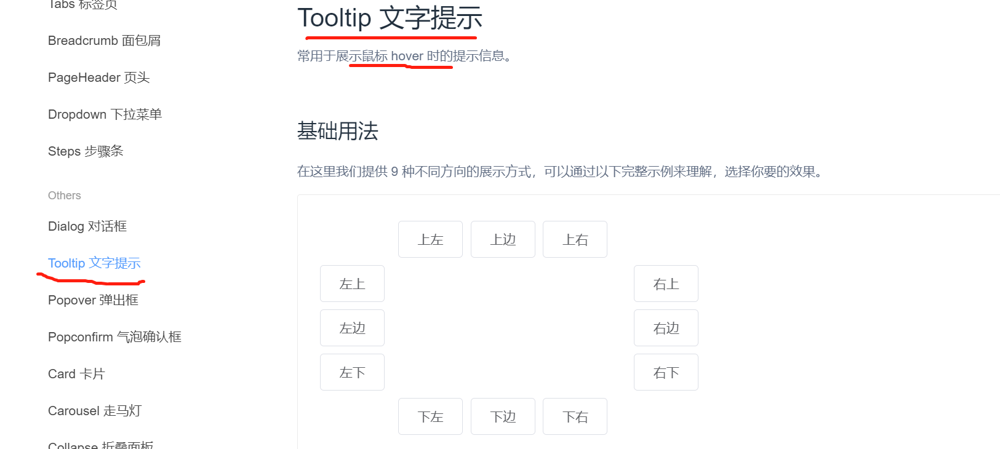 Tabs 标签页
Breadcrumb 面包屑
PageHeader 页头
Dropdown 下拉菜单
Steps 步骤条
Others
Dialog 对话框
Tooltip 文字提示
Popover 弹出框
Popconfirm 气泡确认框
Card 卡片
Carousel 走马灯
Collapse 折叠面板
Tooltip 文字提示
常用于展示鼠标 hover 时的提示信息。
基础用法
在这里我们提供 9 种不同方向的展示方式，可以通过以下完整示例来理解，选择你要的效果。
上左 上边 上右
左上 右上
左边 右边
左下 右下
下左 下边 下右